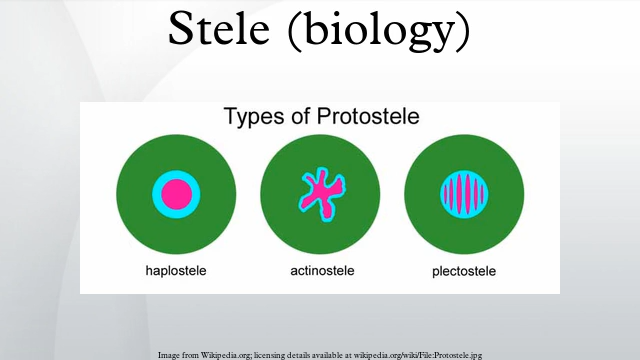 Stele (biology)
Types of Protostele
haplostele actinostele plectostele
Image from Wikipedia.org; licensing details available at wikipedia.org/wiki/File:Protostele.jpg